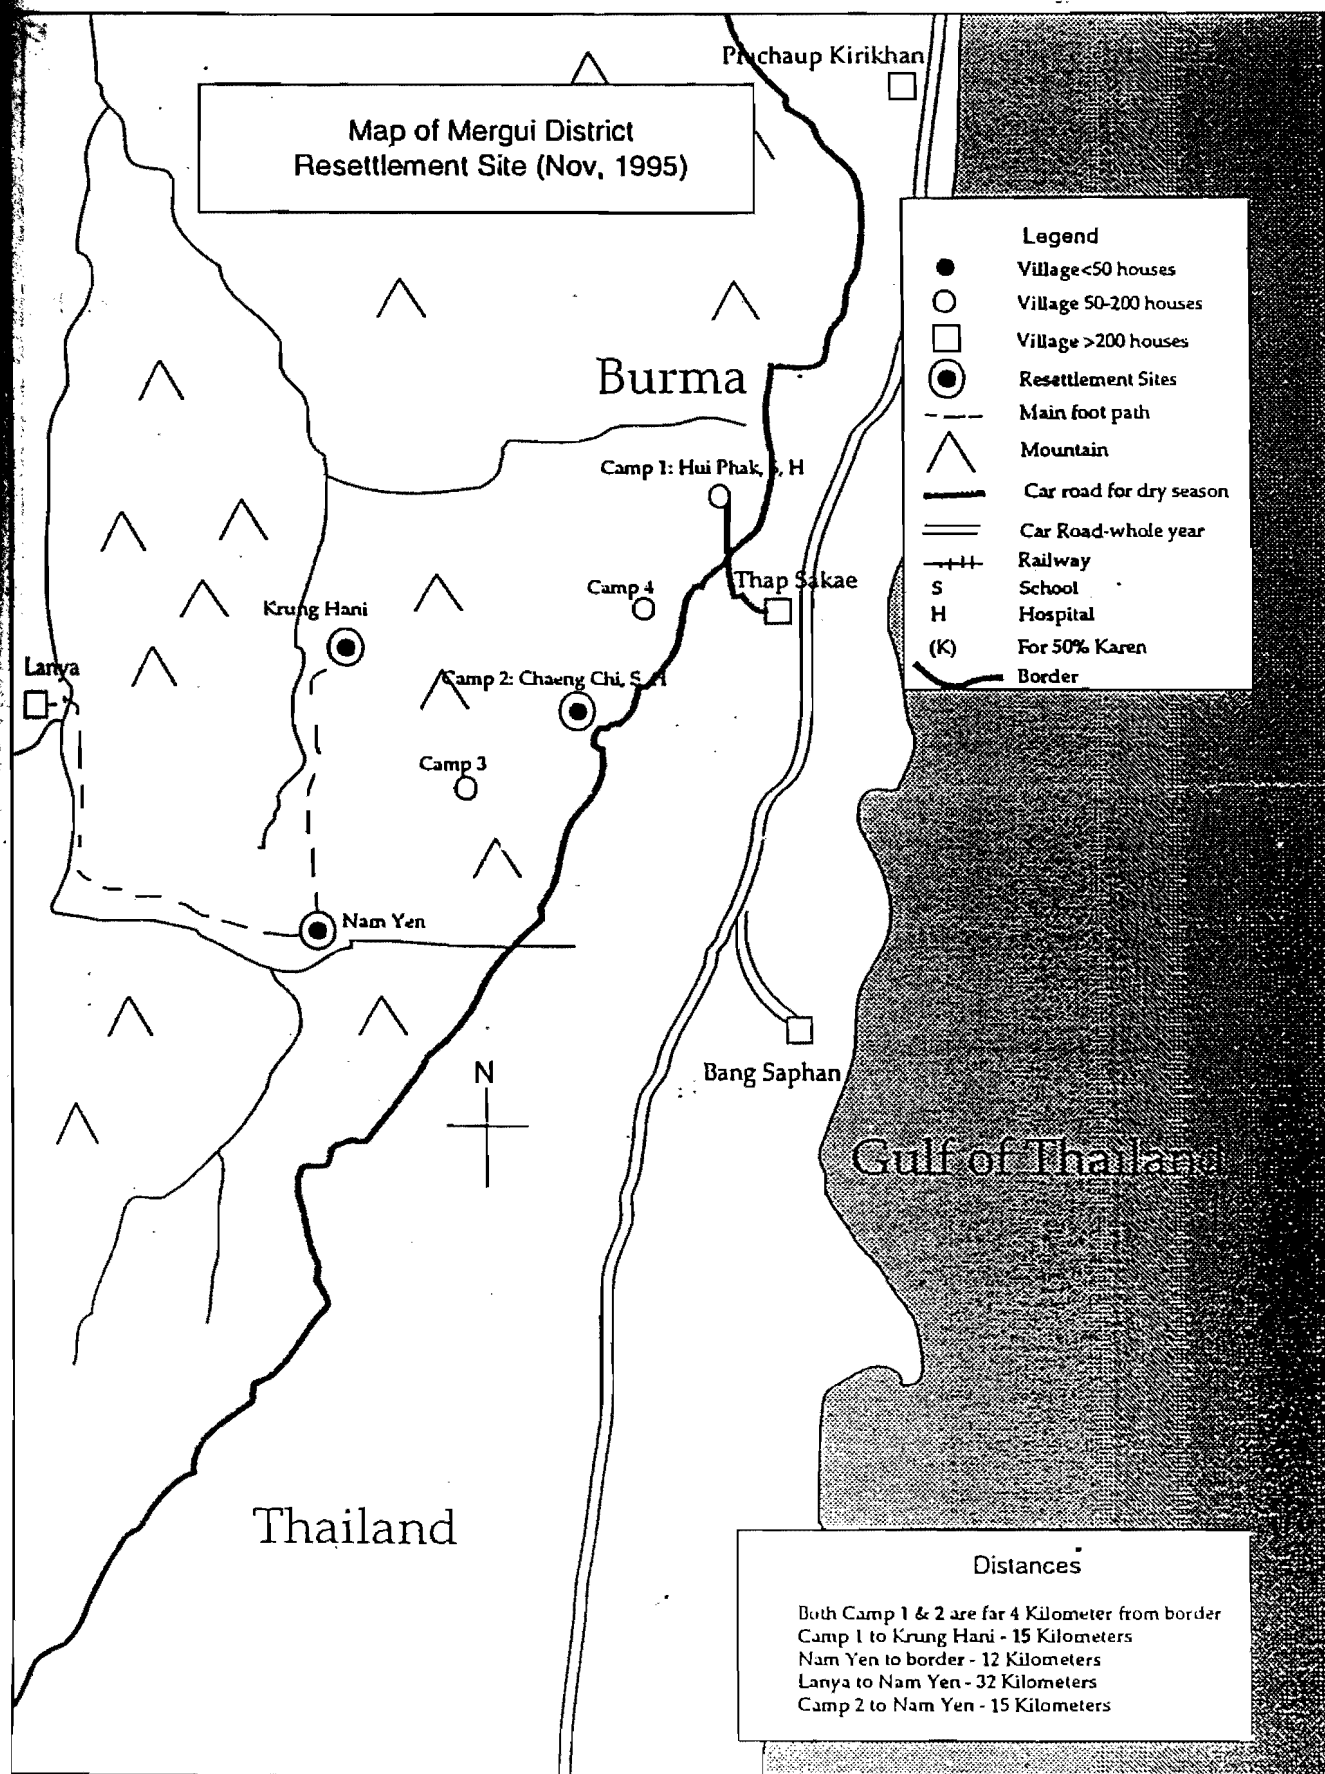 Map of Mergui District
Resettlement Site (Nov, 1995)
Kirikhan
Legend
Village<50 houses
Village 50-200 houses
Village >200 houses
Resettlement Sites
Main foot path
Mountain
Car road for dry season
Car Road-whole year
Railway
S School
H Hospital
(K) For 50% Karen
Border
Burma
Camp 1: Hui Phak, S, H
Thap Sakae
Camp 4
Krung Hani
Lanya
Camp 2: Chaeng Chi, S, H
Camp 3
Nam Yen
N
Bang Saphan
Gulf of Thailand
Thailand
Distances
Both Camp 1 & 2 are far 4 Kilometer from border
Camp 1 to Krung Hani - 15 Kilometers
Nam Yen to border - 12 Kilometers
Lanya to Nam Yen - 32 Kilometers
Camp 2 to Nam Yen - 15 Kilometers